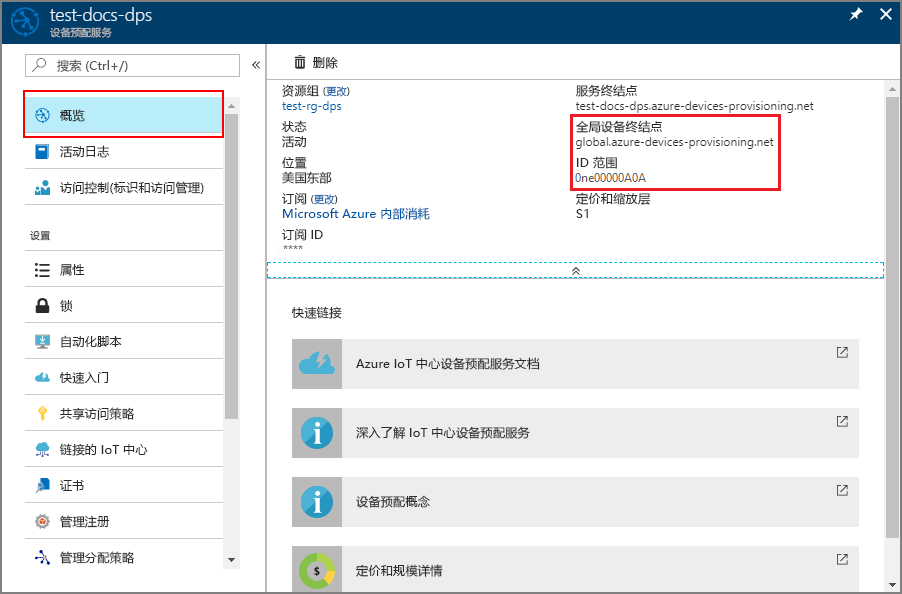 test-docs-dps
设备预配服务
搜索 (Ctrl+/)
概览
活动日志
访问控制(标识和访问管理)
设置
属性
锁
自动化脚本
快速入门
共享访问策略
链接的 IoT 中心
证书
管理注册
管理分配策略
删除
资源组 (更改)
test-rg-dps
状态
活动
位置
美国东部
订阅 (更改)
Microsoft Azure 内部消耗
订阅 ID
****
服务终结点
test-docs-dps.azure-devices-provisioning.net
全局设备终结点
global.azure-devices-provisioning.net
ID 范围
0ne00000A0A
定价和缩放层
S1
快速链接
Azure IoT 中心设备预配服务文档
深入了解 IoT 中心设备预配服务
设备预配概念
定价和规模详情